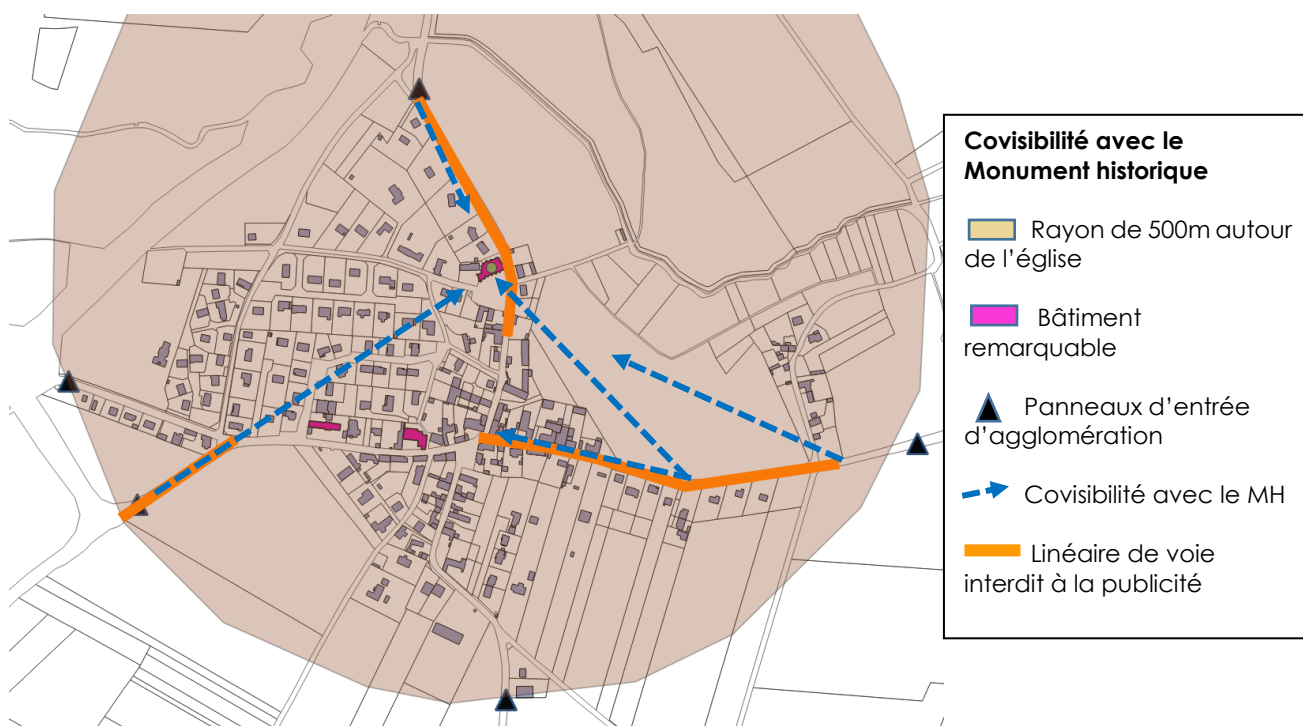 Covisibilité avec le
Monument historique
Rayon de 500m autour
de l’église
Bâtiment
remarquable
Panneaux d’entrée
d’agglomération
Covisibilité avec le MH
Linéaire de voie
interdit à la publicité